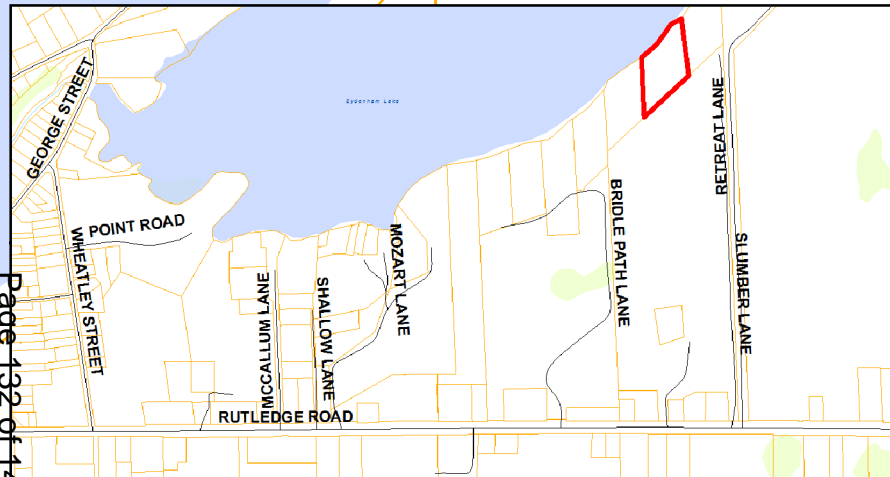 Sydenham Lake
GEORGE STREET
RETREAT LANE
POINT ROAD
BRIDLE PATH LANE
WHEATLEY STREET
MOZART LANE
SLUMBER LANE
MCCALLUM LANE
SHALLOW LANE
RUTLEDGE ROAD
Page 132 of 14